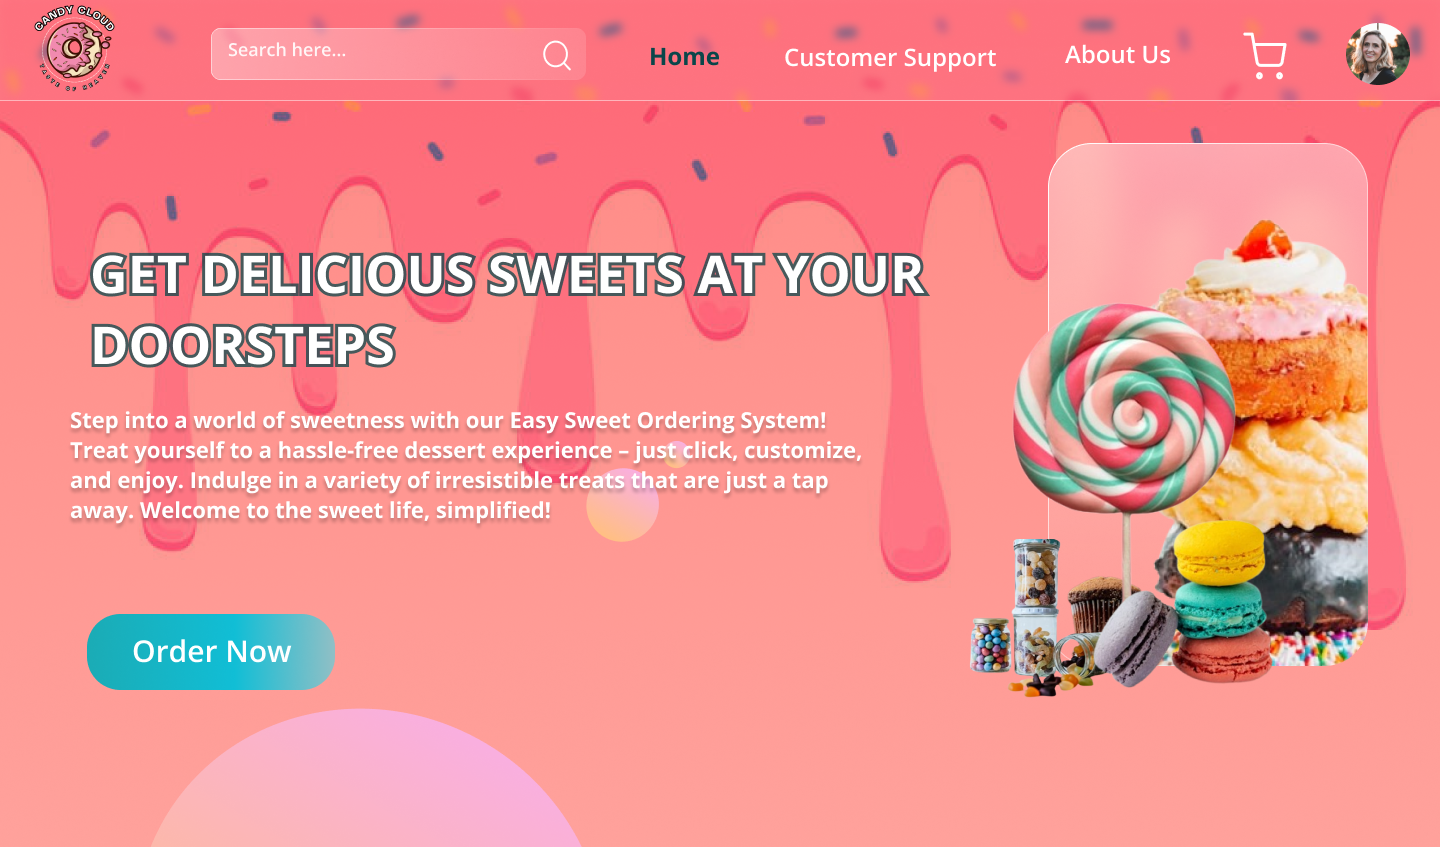 CANDY CLOUD
TASTE OF HEAVEN
Search here...
Home
Customer Support
About Us
GET DELICIOUS SWEETS AT YOUR
DOORSTEPS
Step into a world of sweetness with our Easy Sweet Ordering System!
Treat yourself to a hassle-free dessert experience – just click, customize,
and enjoy. Indulge in a variety of irresistible treats that are just a tap
away. Welcome to the sweet life, simplified!
Order Now